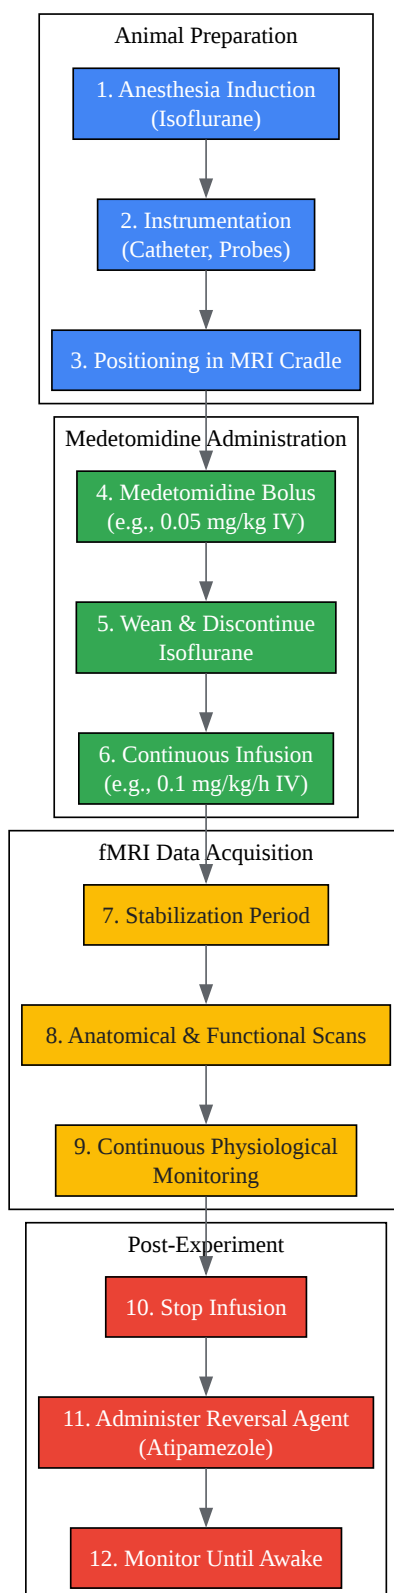 Animal Preparation
1. Anesthesia Induction
(Isoflurane)
2. Instrumentation
(Catheter, Probes)
3. Positioning in MRI Cradle
Medetomidine Administration
4. Medetomidine Bolus
(e.g., 0.05 mg/kg IV)
5. Wean & Discontinue
Isoflurane
6. Continuous Infusion
(e.g., 0.1 mg/kg/h IV)
fMRI Data Acquisition
7. Stabilization Period
8. Anatomical & Functional Scans
9. Continuous Physiological
Monitoring
Post-Experiment
10. Stop Infusion
11. Administer Reversal Agent
(Atipamezole)
12. Monitor Until Awake